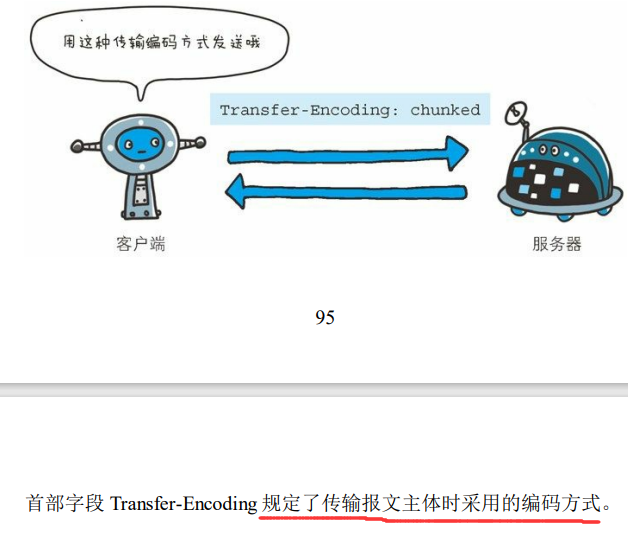 用这种传输编码方式发送哦
Transfer-Encoding: chunked
客户端
服务器
95
首部字段 Transfer-Encoding 规定了传输报文主体时采用的编码方式。